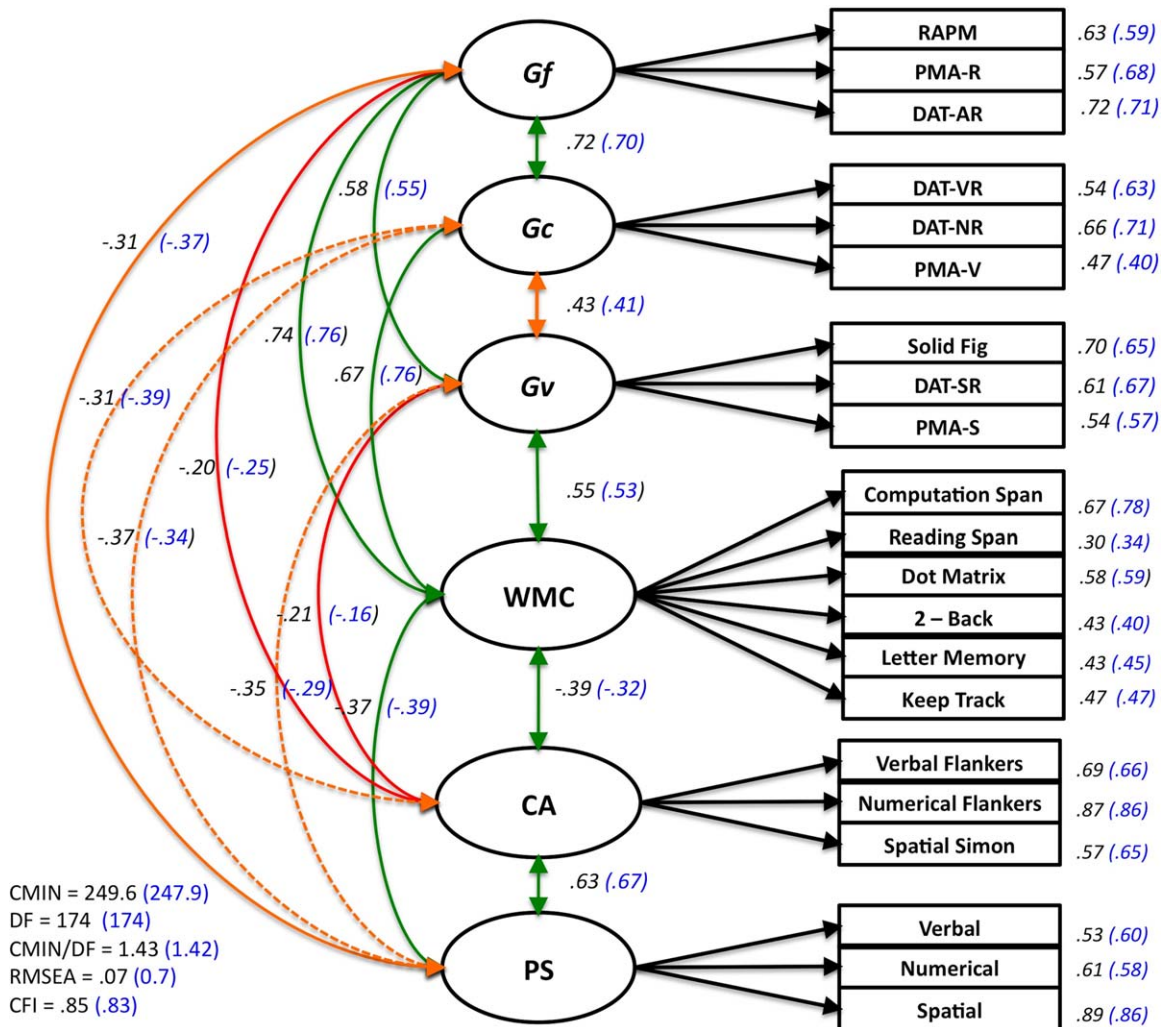 Gf
RAPM .63 (.59)
PMA-R .57 (.68)
DAT-AR .72 (.71)
.72 (.70)
.58 (.55)
Gc
DAT-VR .54 (.63)
DAT-NR .66 (.71)
PMA-V .47 (.40)
-.31 (-.37)
.43 (.41)
.74 (.76)
.67 (.76)
Gv
Solid Fig .70 (.65)
DAT-SR .61 (.67)
PMA-S .54 (.57)
-.31 (-.39)
-.20 (-.25)
.55 (.53)
-.37 (-.34)
WMC
Computation Span .67 (.78)
Reading Span .30 (.34)
Dot Matrix .58 (.59)
2 – Back .43 (.40)
Letter Memory .43 (.45)
Keep Track .47 (.47)
-.21 (-.16)
-.35 (-.29)
-.37 (-.39)
-.39 (-.32)
CA
Verbal Flankers .69 (.66)
Numerical Flankers .87 (.86)
Spatial Simon .57 (.65)
.63 (.67)
PS
Verbal .53 (.60)
Numerical .61 (.58)
Spatial .89 (.86)
CMIN = 249.6 (247.9)
DF = 174 (174)
CMIN/DF = 1.43 (1.42)
RMSEA = .07 (0.7)
CFI = .85 (.83)